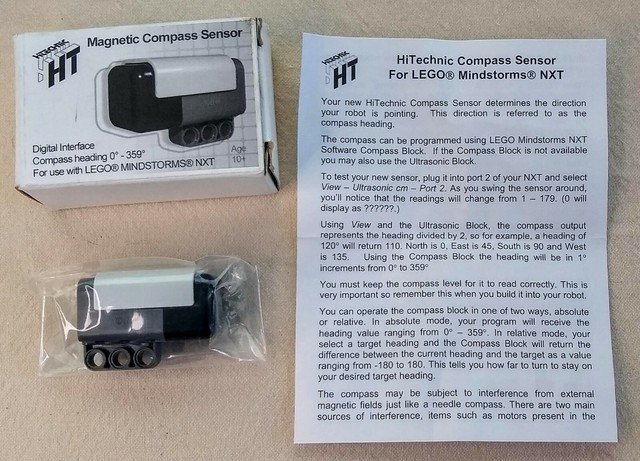 HITECHNIC
HT
Magnetic Compass Sensor
Digital Interface
Compass heading 0° - 359°
For use with LEGO® MINDSTORMS® NXT
Age
10+
HITECHNIC
HT
HiTechnic Compass Sensor
For LEGO® Mindstorms® NXT
Your new HiTechnic Compass Sensor determines the direction
your robot is pointing. This direction is referred to as the
compass heading.
The compass can be programmed using LEGO Mindstorms NXT
Software Compass Block. If the Compass Block is not available
you may also use the Ultrasonic Block.
To test your new sensor, plug it into port 2 of your NXT and select
View – Ultrasonic cm – Port 2. As you swing the sensor around,
you'll notice that the readings will change from 1 – 179. (0 will
display as ??????.)
Using View and the Ultrasonic Block, the compass output
represents the heading divided by 2, so for example, a heading of
120° will return 110. North is 0, East is 45, South is 90 and West
is 135. Using the Compass Block the heading will be in 1°
increments from 0° to 359°
You must keep the compass level for it to read correctly. This is
very important so remember this when you build it into your robot.
You can operate the compass block in one of two ways, absolute
or relative. In absolute mode, your program will receive the
heading value ranging from 0° – 359°. In relative mode, your
select a target heading and the Compass Block will return the
difference between the current heading and the target as a value
ranging from -180 to 180. This tells you how far to turn to stay on
your desired target heading.
The compass may be subject to interference from external
magnetic fields just like a needle compass. There are two main
sources of interference, items such as motors present in the